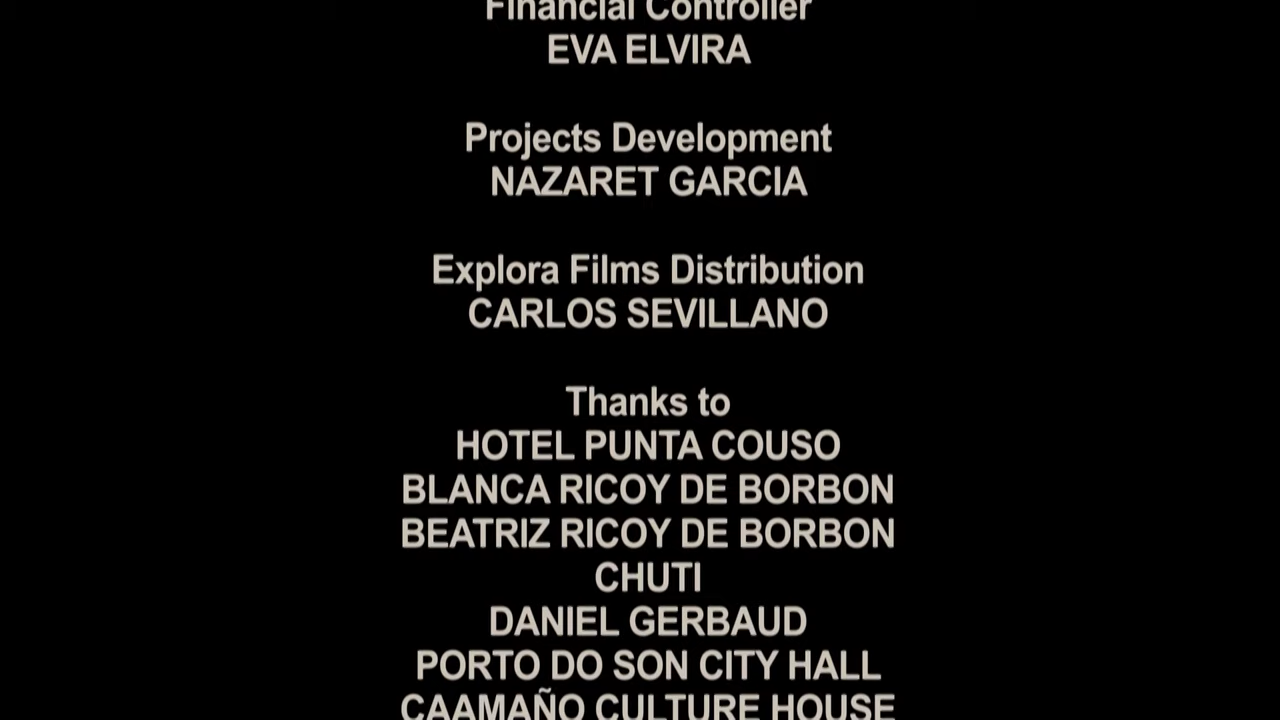 Financial Controller
EVA ELVIRA
Projects Development
NAZARET GARCIA
Explora Films Distribution
CARLOS SEVILLANO
Thanks to
HOTEL PUNTA COUSO
BLANCA RICOY DE BORBON
BEATRIZ RICOY DE BORBON
CHUTI
DANIEL GERBAUD
PORTO DO SON CITY HALL
CAAMAÑO CULTURE HOUSE